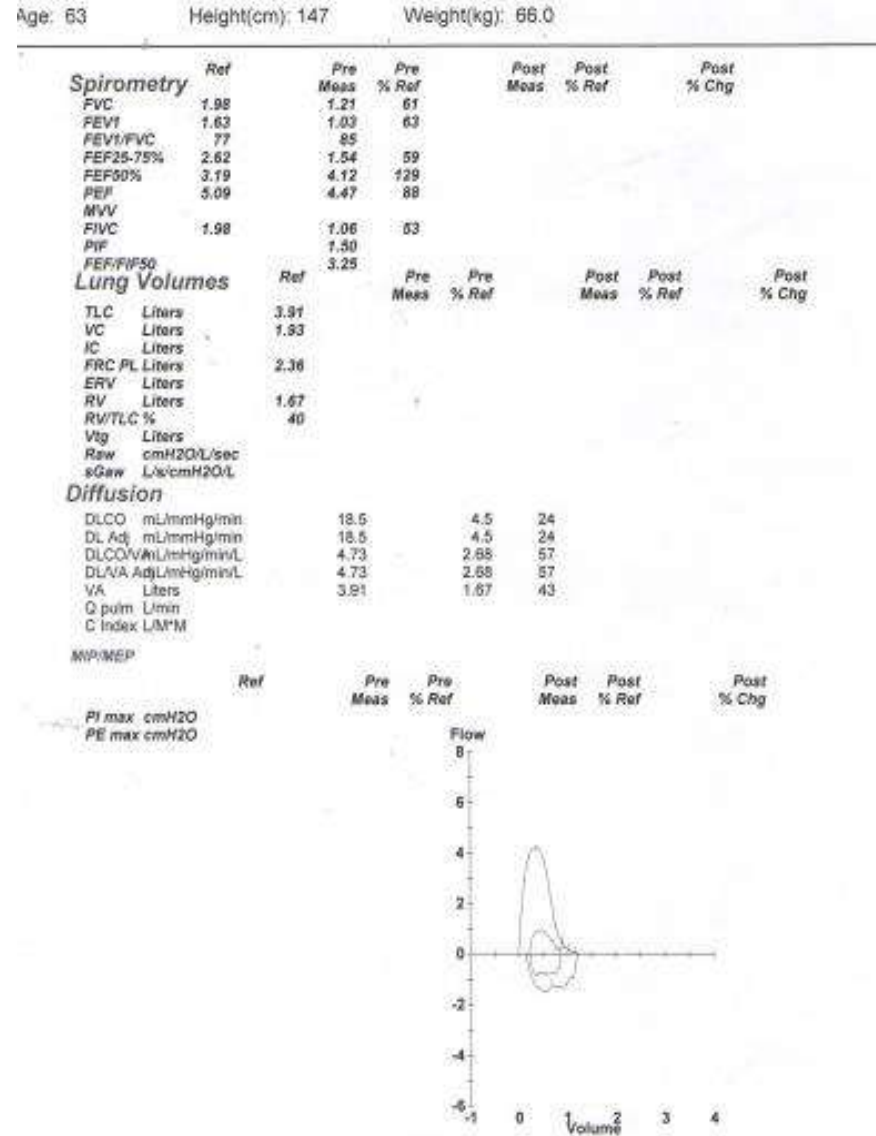 Age: 63 Height(cm): 147 Weight(kg): 66.0
Ref Pre Pre Post Post Post
Spirometry Meas % Ref Meas % Ref % Chg
FVC 1.98 1.21 61
FEV1 1.63 1.03 63
FEV1/FVC 77 85
FEF25-75% 2.62 1.54 59
FEF50% 3.19 4.12 129
PEF 5.09 4.47 88
MVV
FIVC 1.98 1.06 53
PIF 1.50
FEF/FIF50 3.25
Lung Volumes Ref Pre Pre Post Post Post
Meas % Ref Meas % Ref % Chg
TLC Liters 3.91
VC Liters 1.93
IC Liters
FRC PL Liters 2.36
ERV Liters
RV Liters 1.67
RV/TLC % 40
Vtg Liters
Raw cmH2O/L/sec
sGaw L/s/cmH2O/L
Diffusion
DLCO mL/mmHg/min 18.5 4.5 24
DL Adj mL/mmHg/min 18.5 4.5 24
DLCO/VAmL/mHg/min/L 4.73 2.68 57
DL/VA AdjL/mHg/min/L 4.73 2.68 57
VA Liters 3.91 1.67 43
Q pulm L/min
C Index L/M*M
MIP/MEP
Ref Pre Pre Post Post Post
Meas % Ref Meas % Ref % Chg
PI max cmH2O
PE max cmH2O
Flow
8
6
4
2
0
-2
-4
-6
-1 0 1 2 3 4
Volume